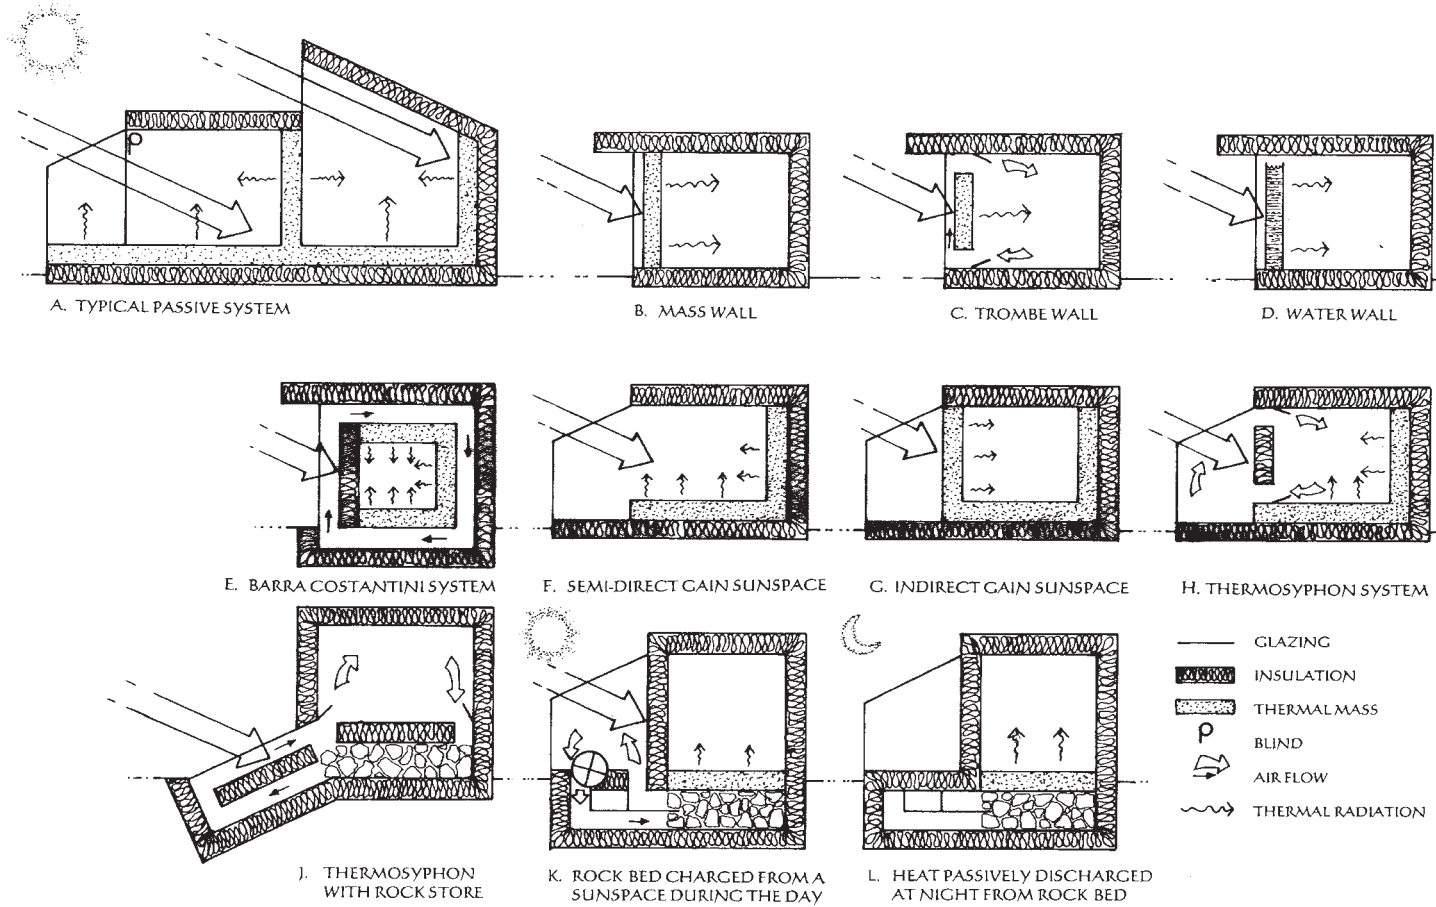 A. TYPICAL PASSIVE SYSTEM
B. MASS WALL
C. TROMBE WALL
D. WATER WALL
E. BARRA COSTANTINI SYSTEM
F. SEMI-DIRECT GAIN SUNSPACE
G. INDIRECT GAIN SUNSPACE
H. THERMOSYPHON SYSTEM
GLAZING
INSULATION
THERMAL MASS
BLIND
AIR FLOW
THERMAL RADIATION
J. THERMOSYPHON
WITH ROCK STORE
K. ROCK BED CHARGED FROM A
SUNSPACE DURING THE DAY
L. HEAT PASSIVELY DISCHARGED
AT NIGHT FROM ROCK BED